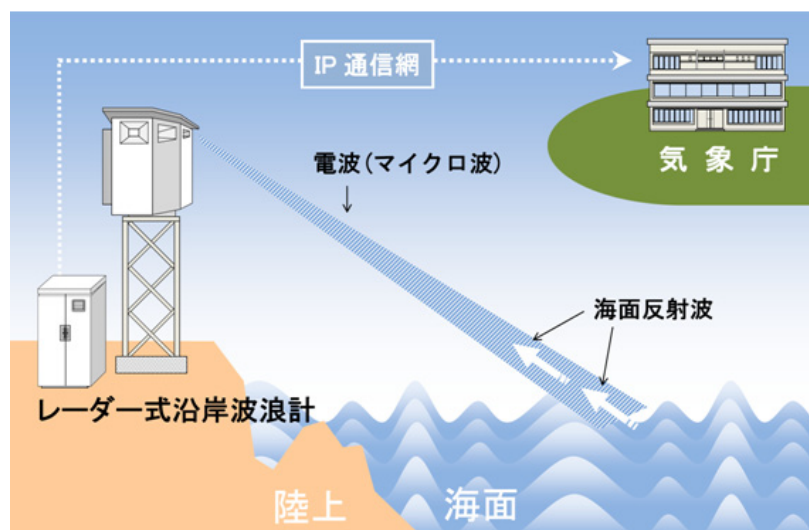 IP 通信網
気象庁
電波(マイクロ波)
海面反射波
レーダー式沿岸波浪計
陸上
海面